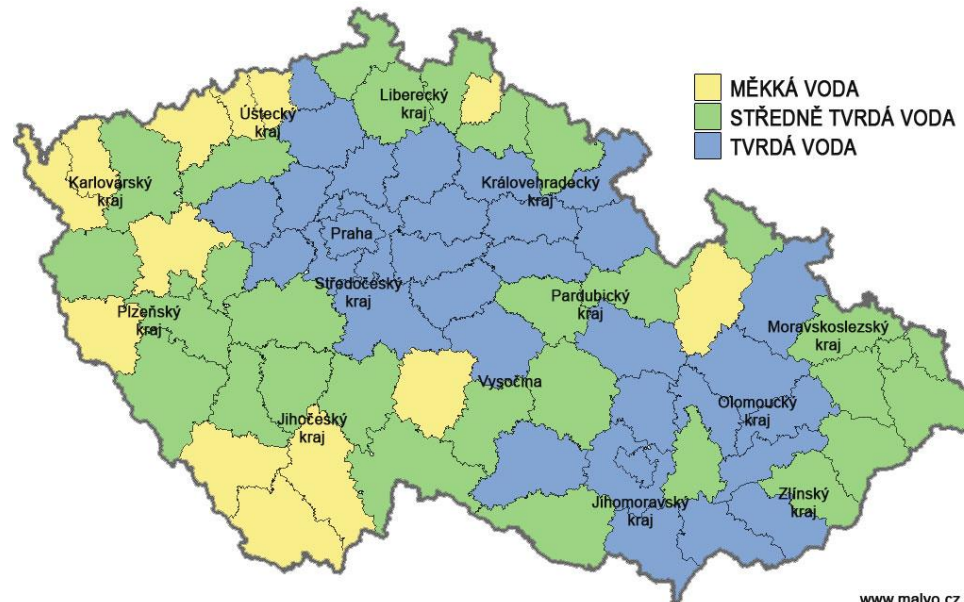 MĚKKÁ VODA
STŘEDNĚ TVRDÁ VODA
TVRDÁ VODA
Liberecký
kraj
Úštecký
kraj
Karlovarský
kraj
Královehradecký
kraj
Praha
Středočeský
kraj
Pardubický
kraj
Plzeňský
kraj
Moravskoslezský
kraj
Vysočina
Olomoucký
kraj
Jihočeský
kraj
Jihomoravský
kraj
Zlínský
kraj
www.malvo.cz